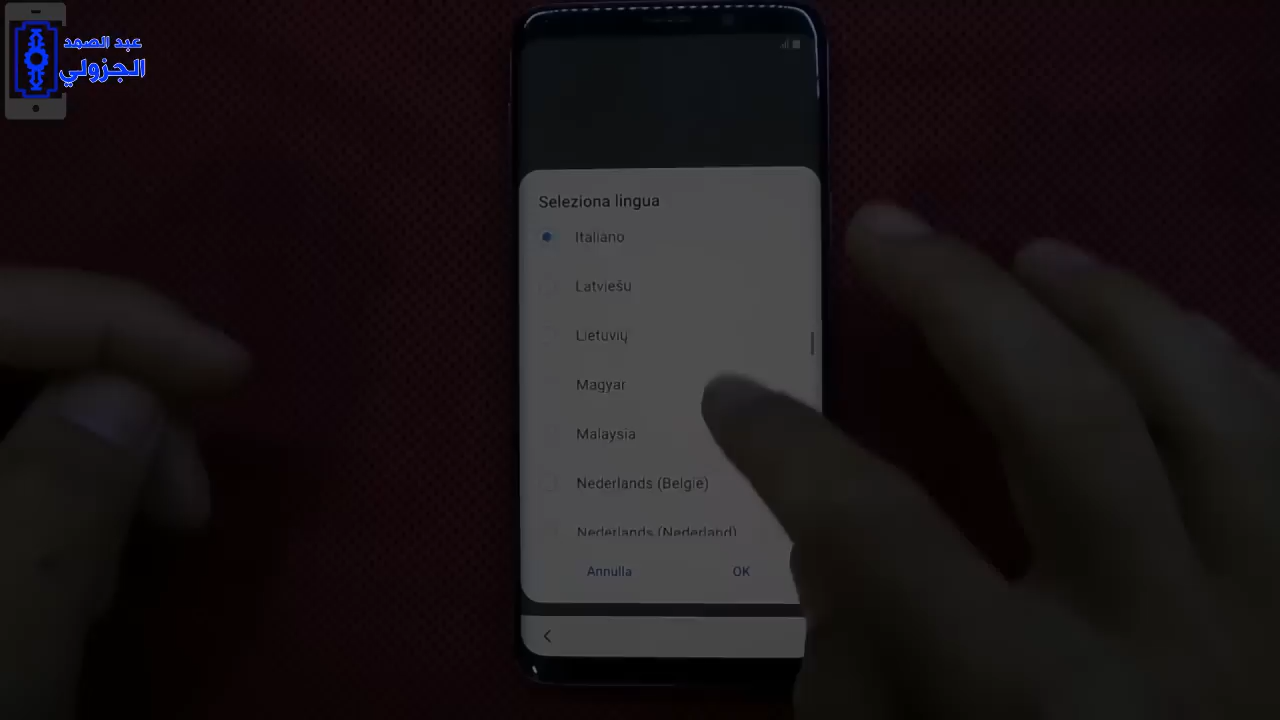 عبد الصمد
الجزولي
Seleziona lingua
Italiano
Latviešu
Lietuvių
Magyar
Malaysia
Nederlands (België)
Nederlands (Nederland)
Annulla
OK